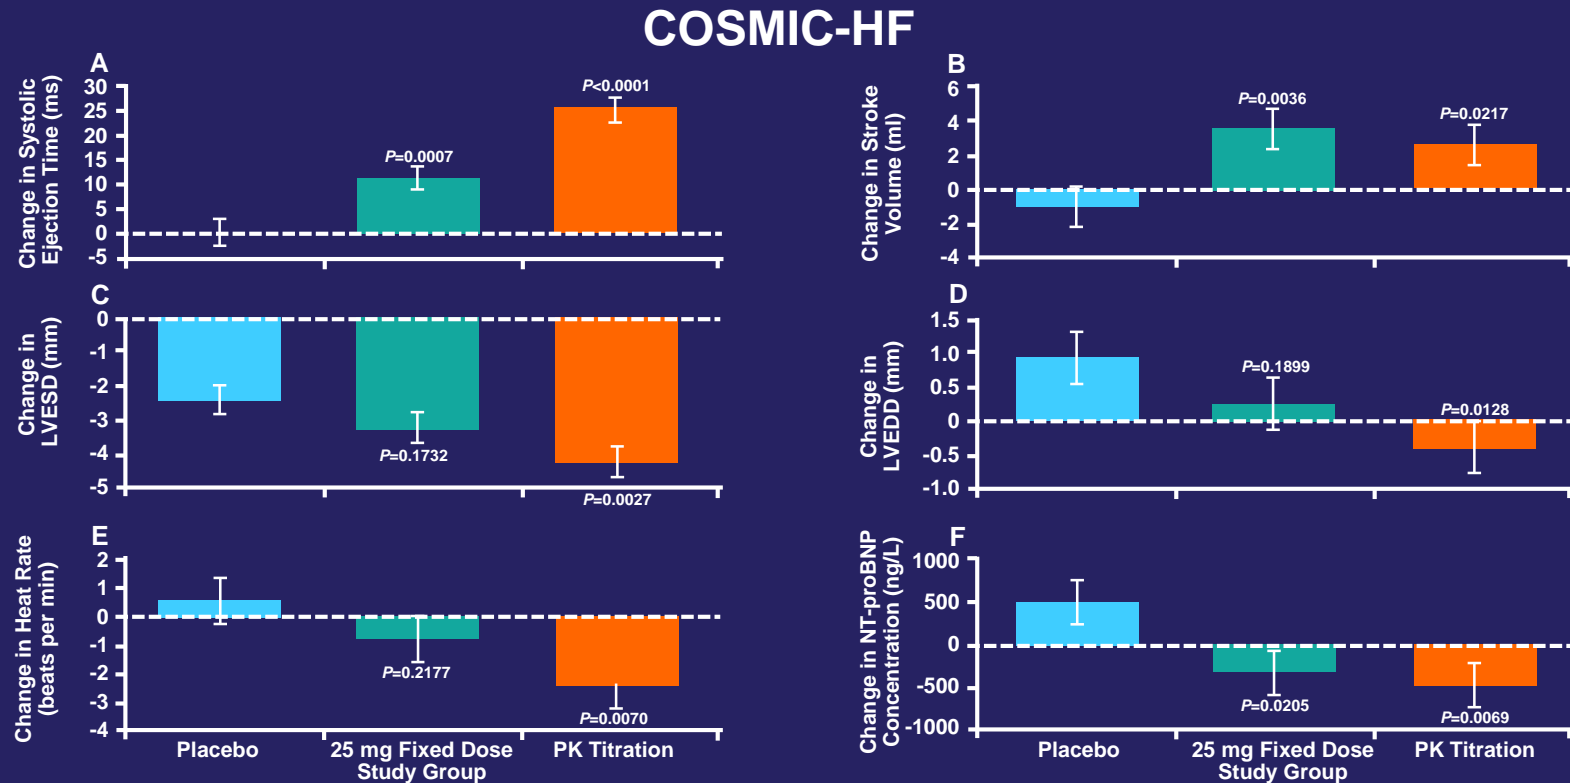 COSMIC-HF
A
Change in Systolic
Ejection Time (ms)
30
25
20
15
10
5
0
-5
P=0.0007
P<0.0001
B
Change in Stroke
Volume (ml)
6
4
2
0
-2
-4
P=0.0036
P=0.0217
C
Change in
LVESD (mm)
0
-1
-2
-3
-4
-5
P=0.1732
P=0.0027
D
Change in
LVEDD (mm)
1.5
1.0
0.5
0
-0.5
-1.0
P=0.1899
P=0.0128
E
Change in Heat Rate
(beats per min)
2
1
0
-1
-2
-3
-4
P=0.2177
P=0.0070
Placebo
25 mg Fixed Dose
PK Titration
Study Group
F
Change in NT-proBNP
Concentration (ng/L)
1000
500
0
-500
-1000
P=0.0205
P=0.0069
Placebo
25 mg Fixed Dose
PK Titration
Study Group